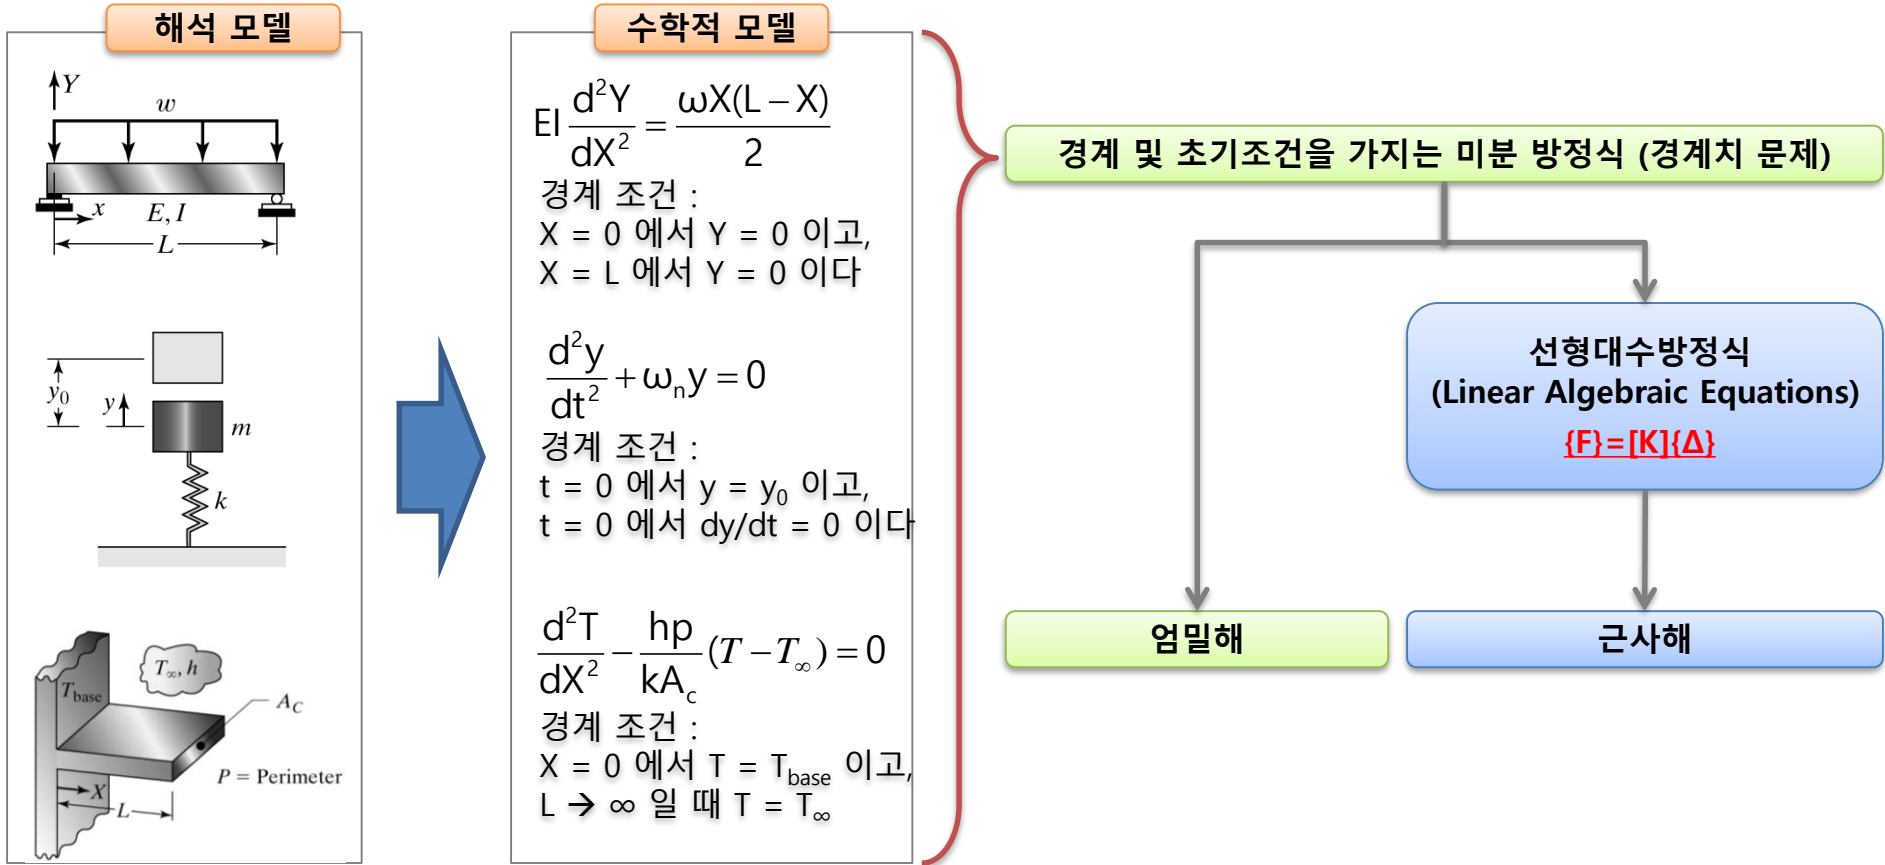 해석 모델
Y
w
x
E, I
L
y₀
y
m
k
T∞, h
T_base
A_C
P = Perimeter
X
L
수학적 모델
EI d²Y/dX² = ωX(L − X)/2
경계 조건 :
X = 0 에서 Y = 0 이고,
X = L 에서 Y = 0 이다
d²y/dt² + ω_n y = 0
경계 조건 :
t = 0 에서 y = y₀ 이고,
t = 0 에서 dy/dt = 0 이다
d²T/dX² − hp/kA_c (T − T∞) = 0
경계 조건 :
X = 0 에서 T = T_base 이고,
L → ∞ 일 때 T = T∞
경계 및 초기조건을 가지는 미분 방정식 (경계치 문제)
선형대수방정식
(Linear Algebraic Equations)
{F}=[K]{Δ}
엄밀해
근사해